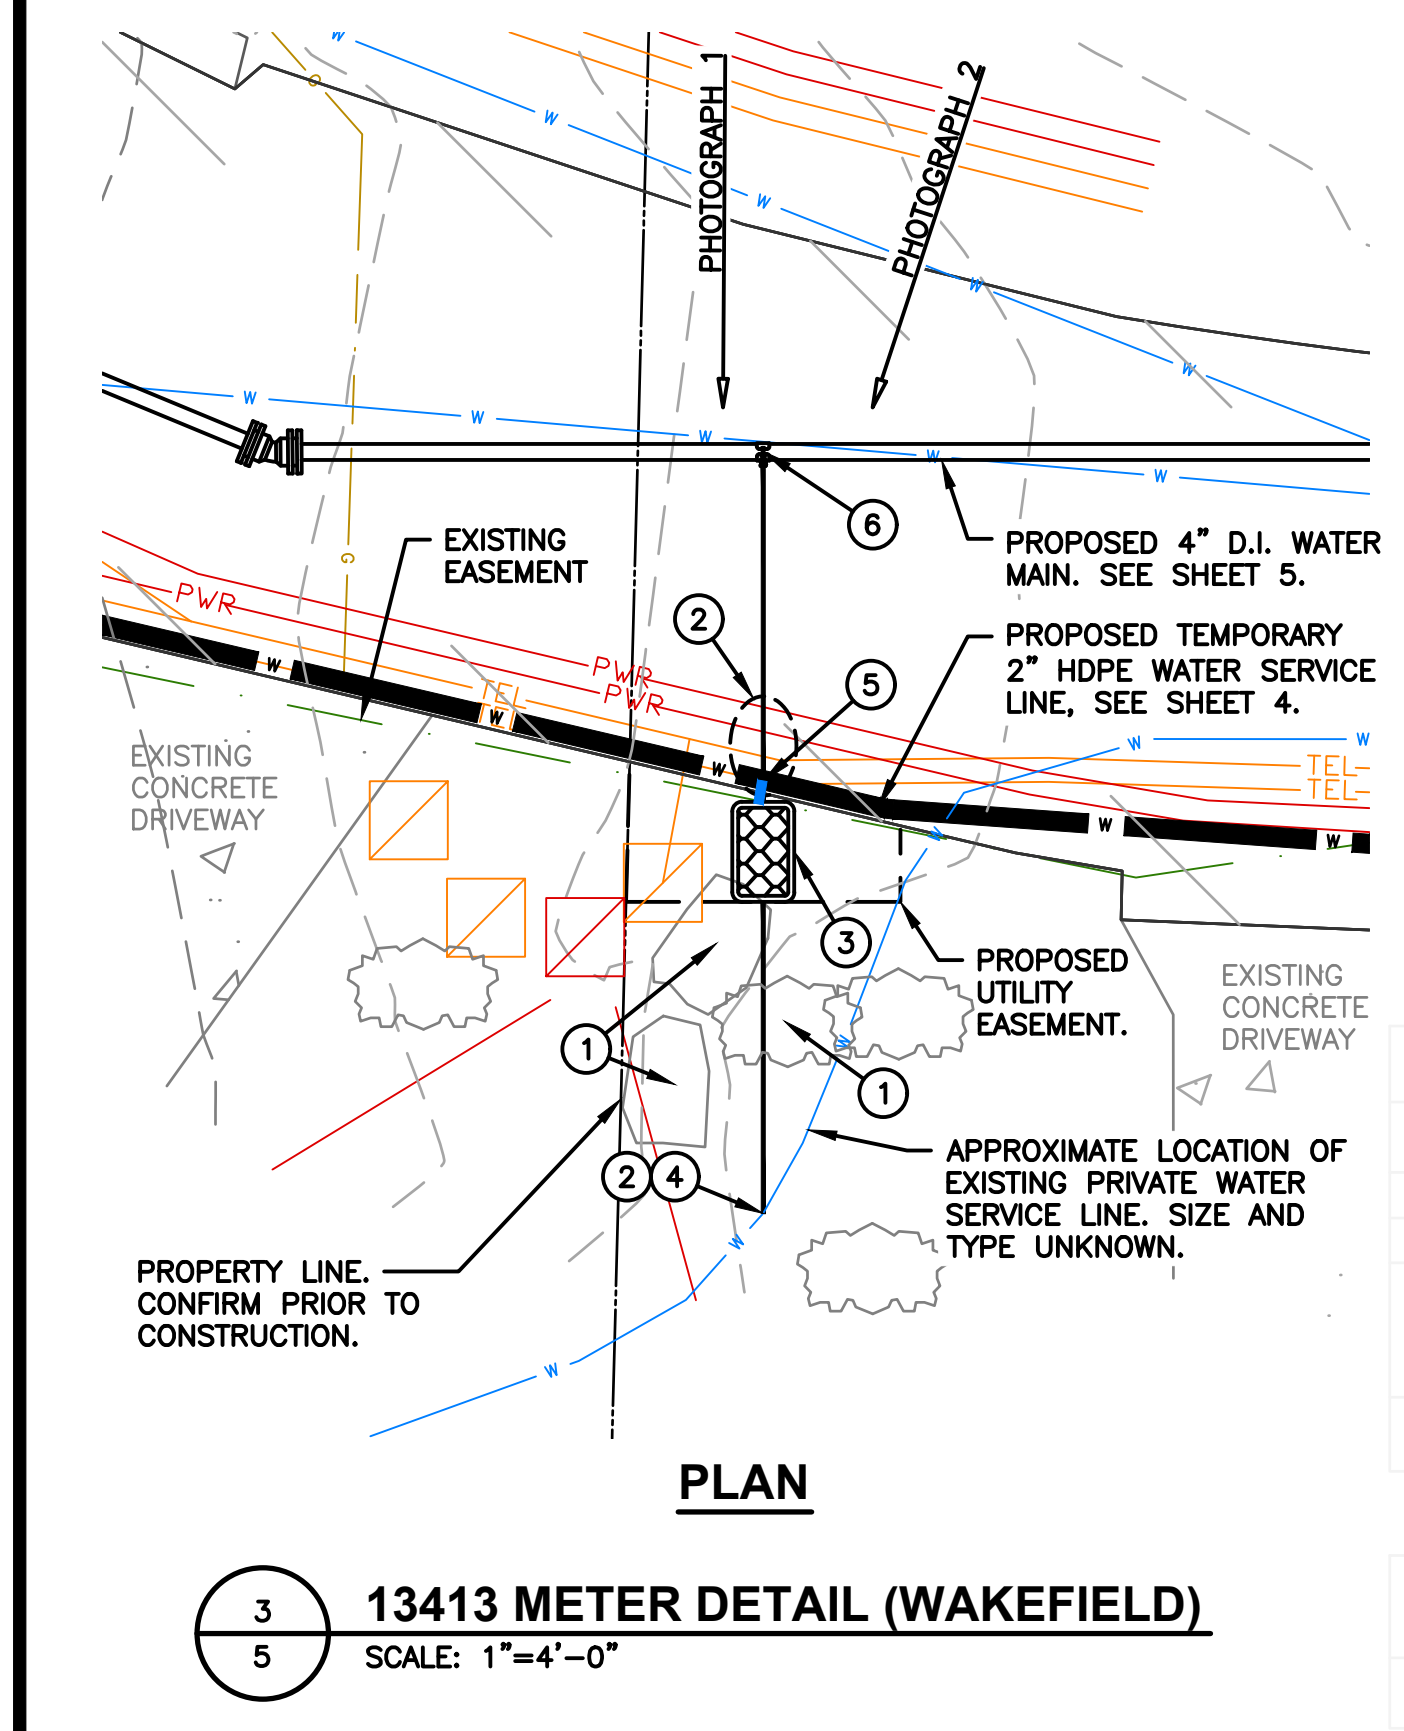 W
G
W
PHOTOGRAPH 1
PHOTOGRAPH 2
W
W
W
W
W
W
W
W
6
EXISTING
EASEMENT
G
PROPOSED 4” D.I. WATER
MAIN. SEE SHEET 5.
PWR
2
PROPOSED TEMPORARY
2” HDPE WATER SERVICE
LINE, SEE SHEET 4.
W
PWR
PWR
5
TEL
W
EXISTING
CONCRETE
DRIVEWAY
W
W
W
TEL
TEL
W
W
W
3
PROPOSED
UTILITY
EASEMENT.
EXISTING
CONCRETE
DRIVEWAY
1
W
1
APPROXIMATE LOCATION OF
EXISTING PRIVATE WATER
SERVICE LINE. SIZE AND
TYPE UNKNOWN.
2
4
W
PROPERTY LINE.
CONFIRM PRIOR TO
CONSTRUCTION.
W
PLAN
3
5
13413 METER DETAIL (WAKEFIELD)
SCALE: 1”=4’-0”